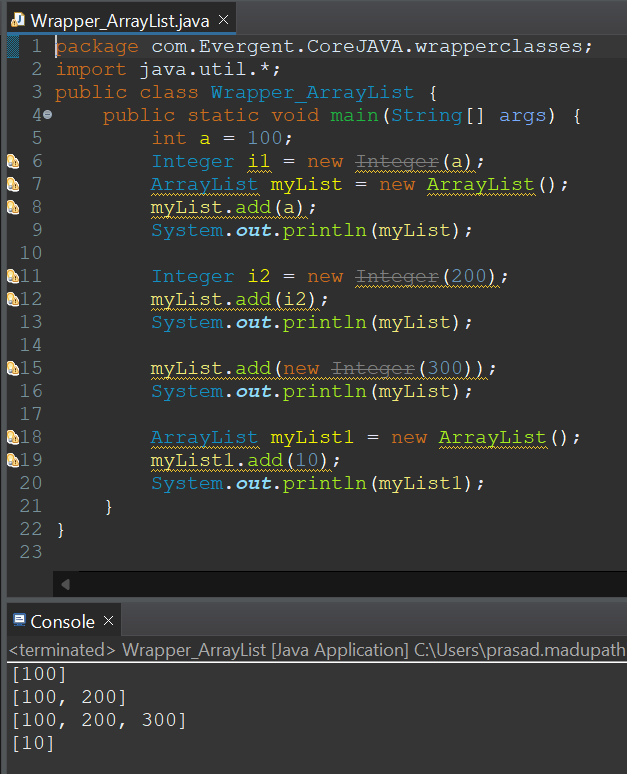 Wrapper_ArrayList.java ×
1 package com.Evergent.CoreJAVA.wrapperclasses;
2 import java.util.*;
3 public class Wrapper_ArrayList {
4 public static void main(String[] args) {
5 int a = 100;
6 Integer i1 = new Integer(a);
7 ArrayList myList = new ArrayList();
8 myList.add(a);
9 System.out.println(myList);
10
11 Integer i2 = new Integer(200);
12 myList.add(i2);
13 System.out.println(myList);
14
15 myList.add(new Integer(300));
16 System.out.println(myList);
17
18 ArrayList myList1 = new ArrayList();
19 myList1.add(10);
20 System.out.println(myList1);
21 }
22 }
23
Console ×
<terminated> Wrapper_ArrayList [Java Application] C:\Users\prasad.madupath
[100]
[100, 200]
[100, 200, 300]
[10]